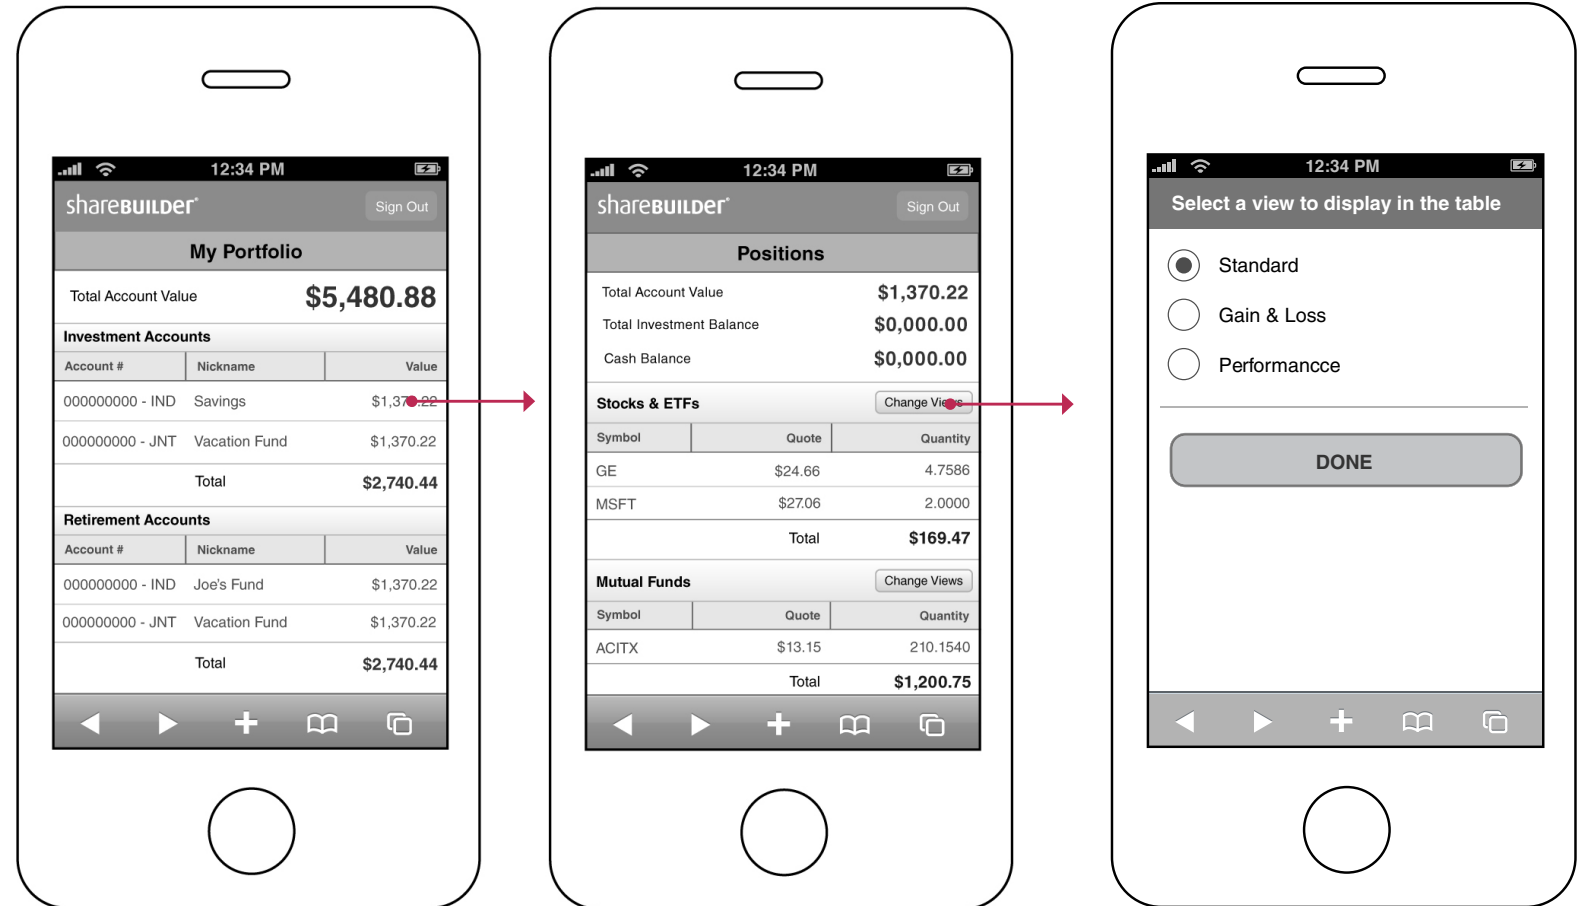 12:34 PM
shareBUILDer®
Sign Out
My Portfolio
Total Account Value $5,480.88
Investment Accounts
Account # Nickname Value
000000000 - IND Savings $1,370.22
000000000 - JNT Vacation Fund $1,370.22
Total $2,740.44
Retirement Accounts
Account # Nickname Value
000000000 - IND Joe's Fund $1,370.22
000000000 - JNT Vacation Fund $1,370.22
Total $2,740.44
12:34 PM
shareBUILDer®
Sign Out
Positions
Total Account Value $1,370.22
Total Investment Balance $0,000.00
Cash Balance $0,000.00
Stocks & ETFs Change Views
Symbol Quote Quantity
GE $24.66 4.7586
MSFT $27.06 2.0000
Total $169.47
Mutual Funds Change Views
Symbol Quote Quantity
ACITX $13.15 210.1540
Total $1,200.75
12:34 PM
Select a view to display in the table
Standard
Gain & Loss
Performancce
DONE